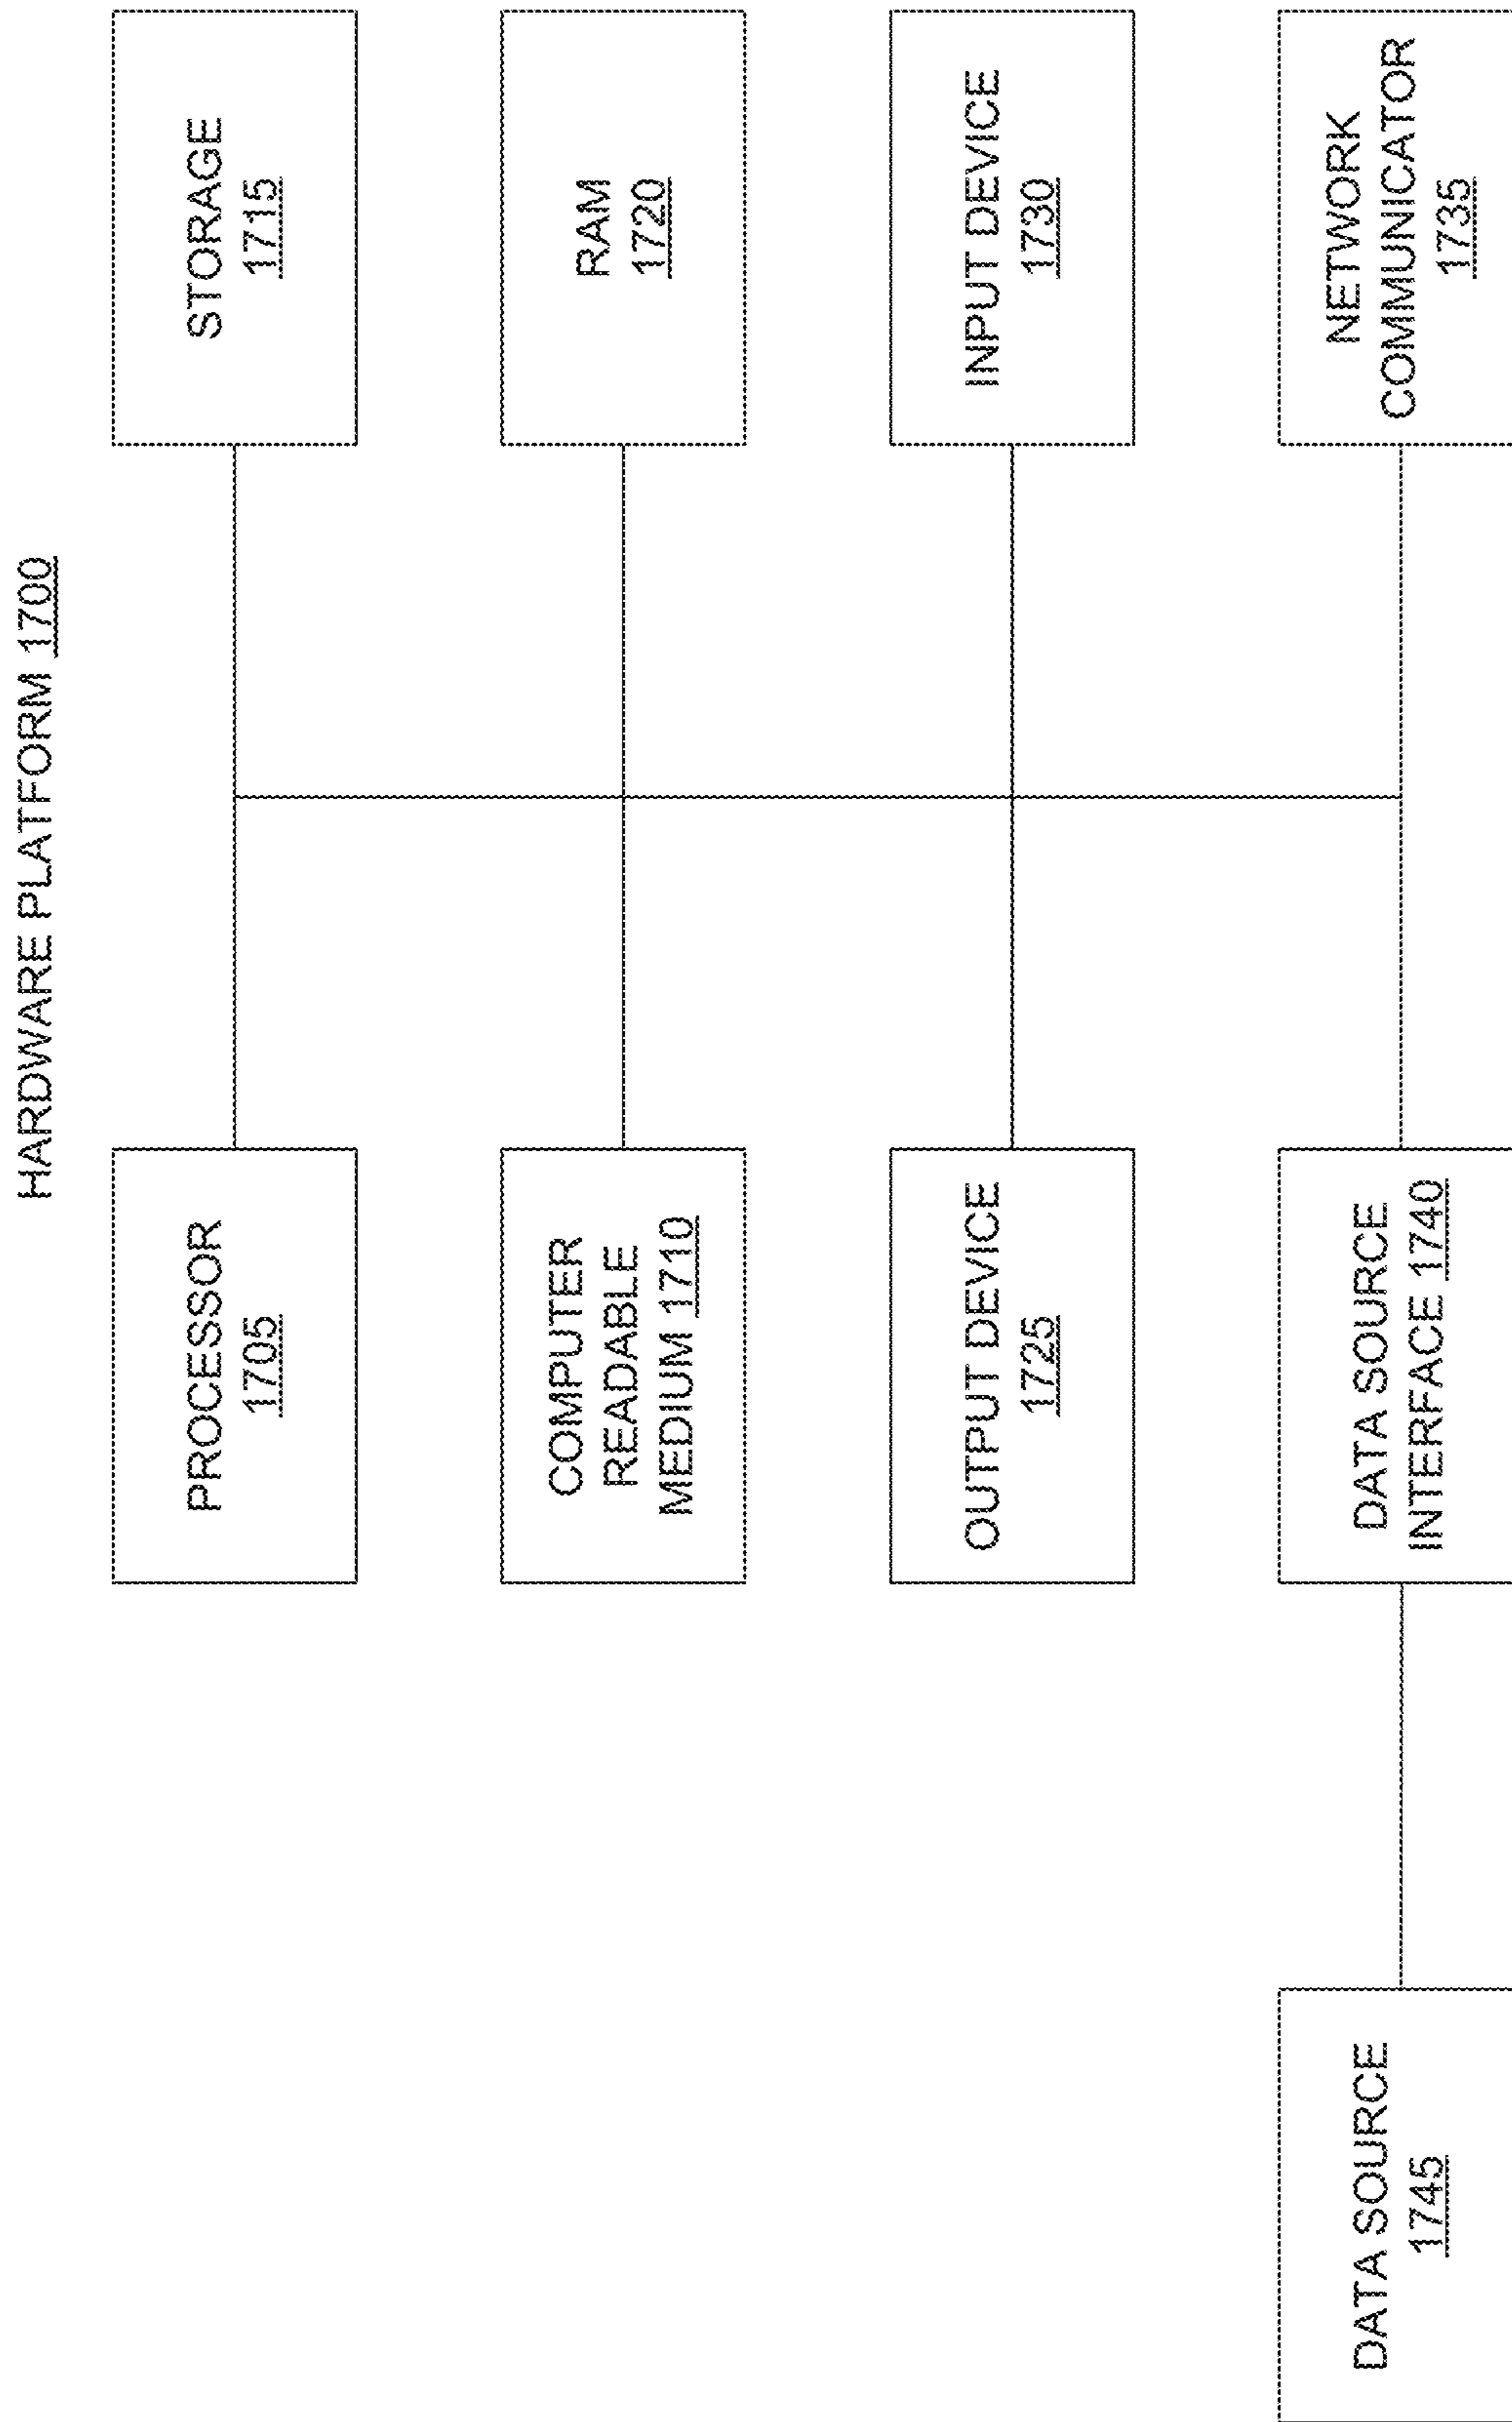 HARDWARE PLATFORM 1700
PROCESSOR
1705
STORAGE
1715
COMPUTER
READABLE
MEDIUM 1710
RAM
1720
OUTPUT DEVICE
1725
INPUT DEVICE
1730
DATA SOURCE
1745
DATA SOURCE
INTERFACE 1740
NETWORK
COMMUNICATOR
1735